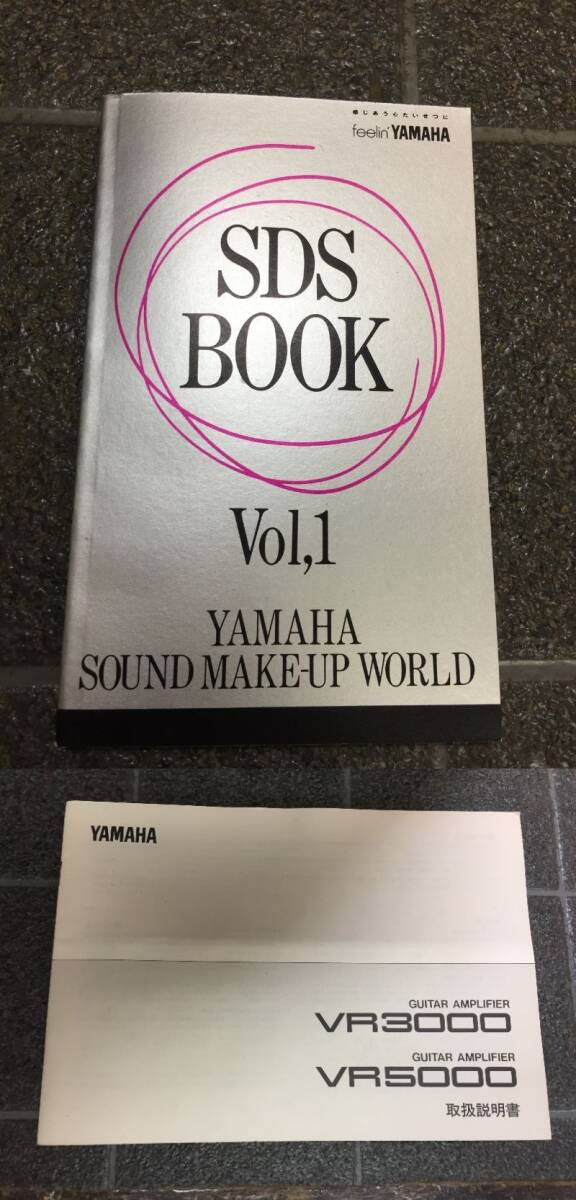 感じあう心たいせつに
feelin' YAMAHA
SDS
BOOK
Vol,1
YAMAHA
SOUND MAKE-UP WORLD
YAMAHA
GUITAR AMPLIFIER
VR3000
GUITAR AMPLIFIER
VR5000
取扱説明書